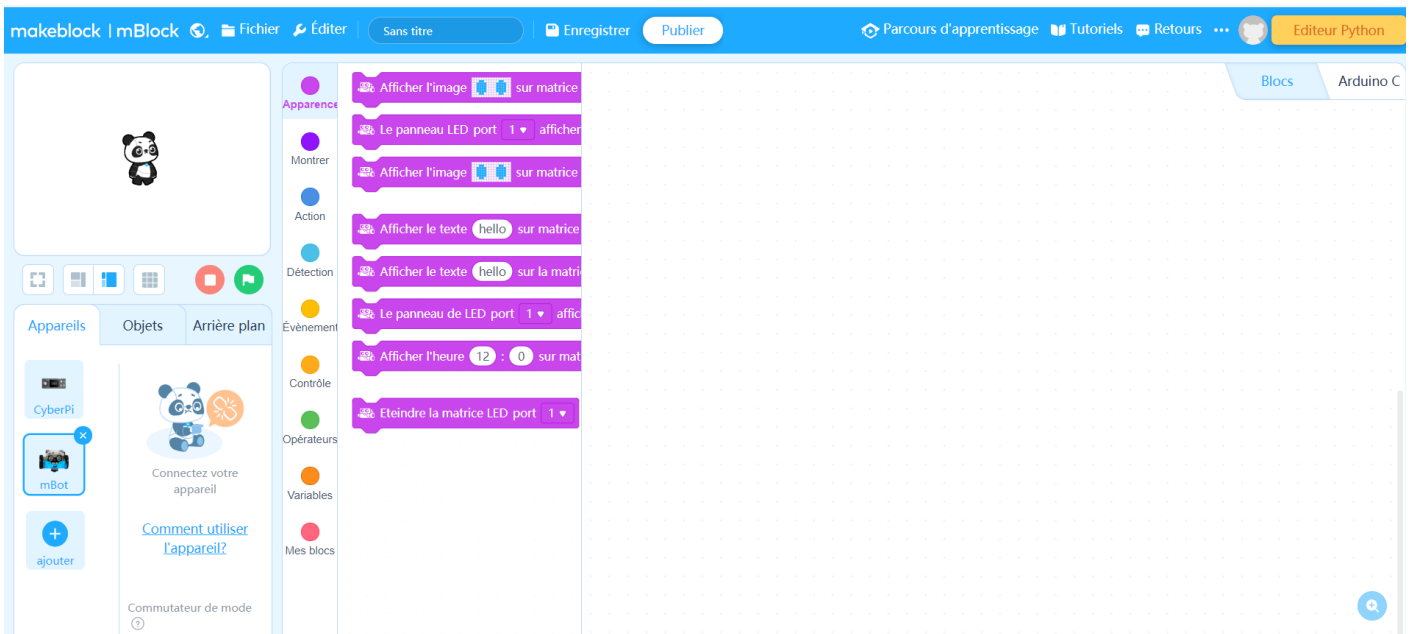 makeblock | mBlock Fichier Éditer Sans titre Enregistrer Publier Parcours d'apprentissage Tutoriels Retours ••• Editeur Python
Blocs Arduino C
Apparence
Montrer
Action
Détection
Évènement
Contrôle
Opérateurs
Variables
Mes blocs
Afficher l'image sur matrice
Le panneau LED port 1 ▾ afficher
Afficher l'image sur matrice
Afficher le texte hello sur matrice
Afficher le texte hello sur la matri
Le panneau de LED port 1 ▾ affic
Afficher l'heure 12 : 0 sur mat
Eteindre la matrice LED port 1 ▾
Appareils Objets Arrière plan
CyberPi
mBot
ajouter
Connectez votre
appareil
Comment utiliser
l'appareil?
Commutateur de mode
?